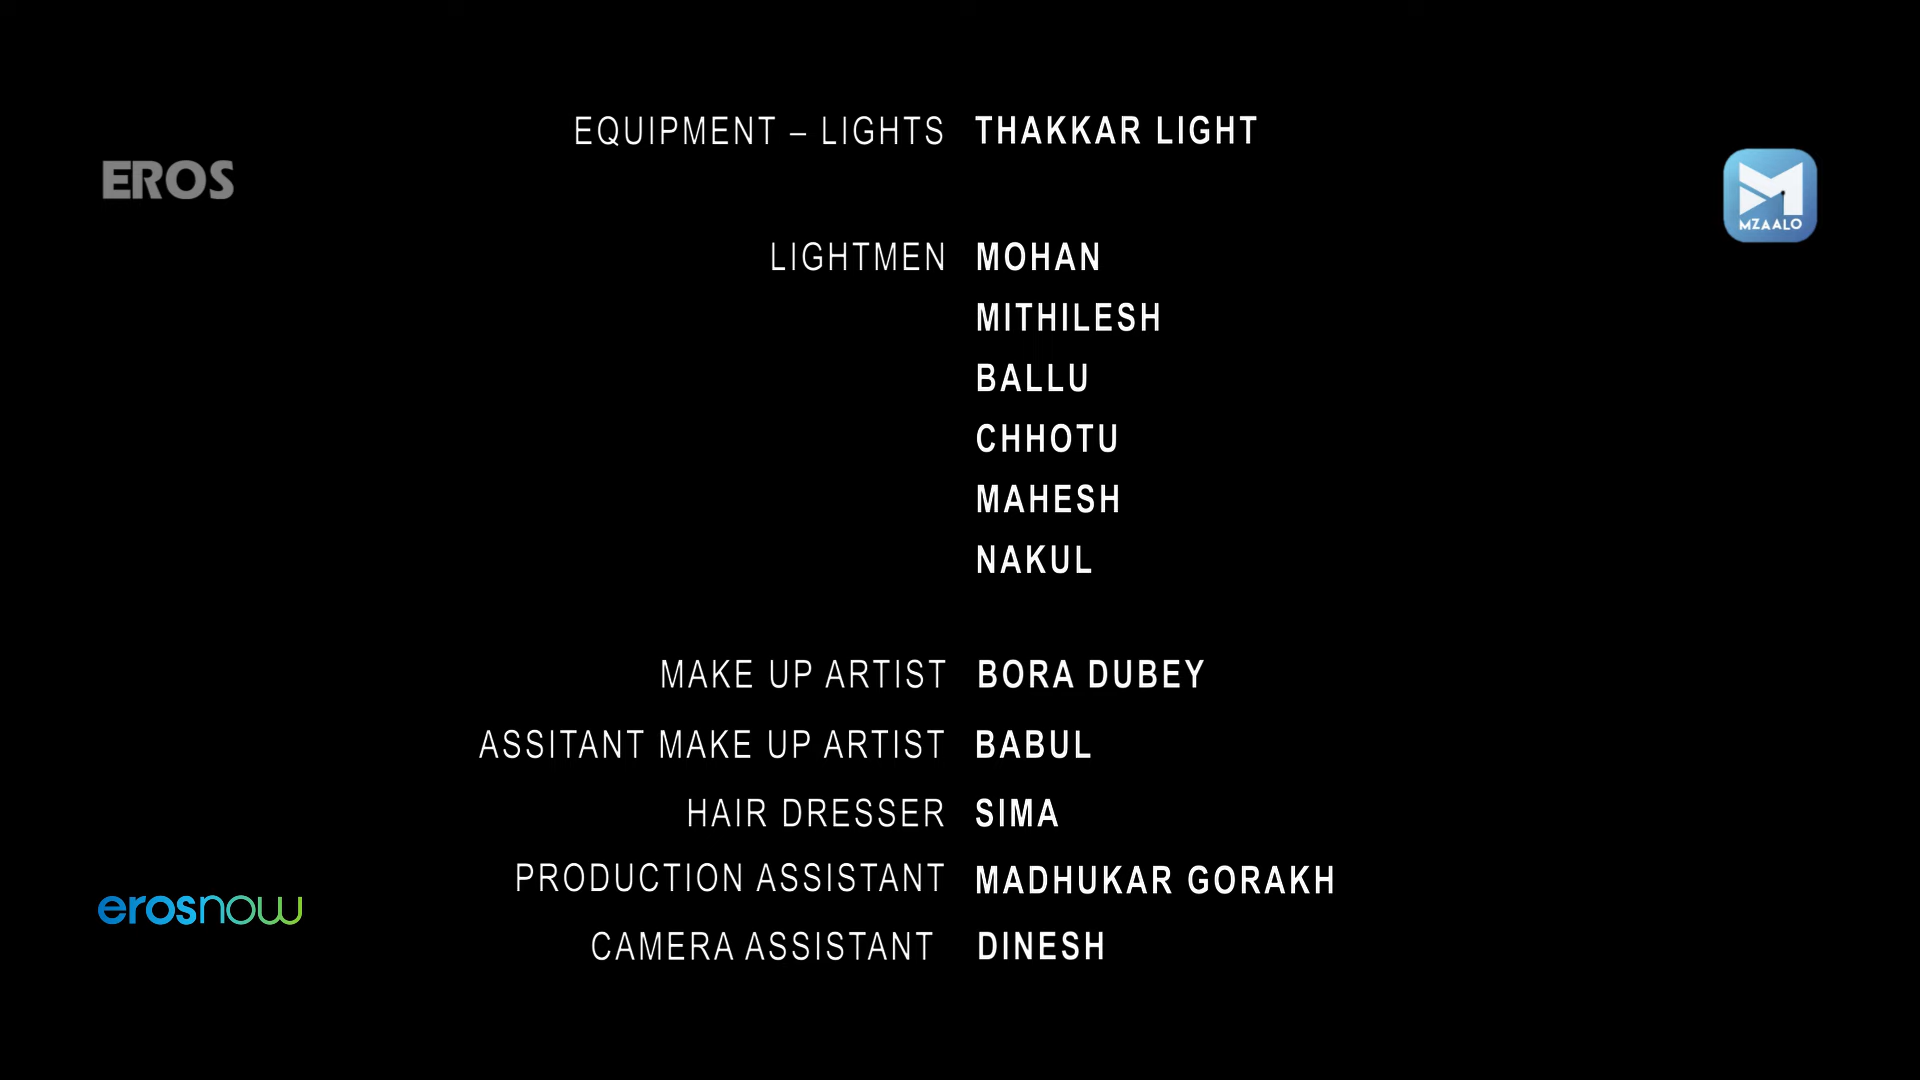 EQUIPMENT – LIGHTS THAKKAR LIGHT
EROS
MZAALO
LIGHTMEN MOHAN
MITHILESH
BALLU
CHHOTU
MAHESH
NAKUL
MAKE UP ARTIST BORA DUBEY
ASSITANT MAKE UP ARTIST BABUL
HAIR DRESSER SIMA
PRODUCTION ASSISTANT MADHUKAR GORAKH
erosnow
CAMERA ASSISTANT DINESH